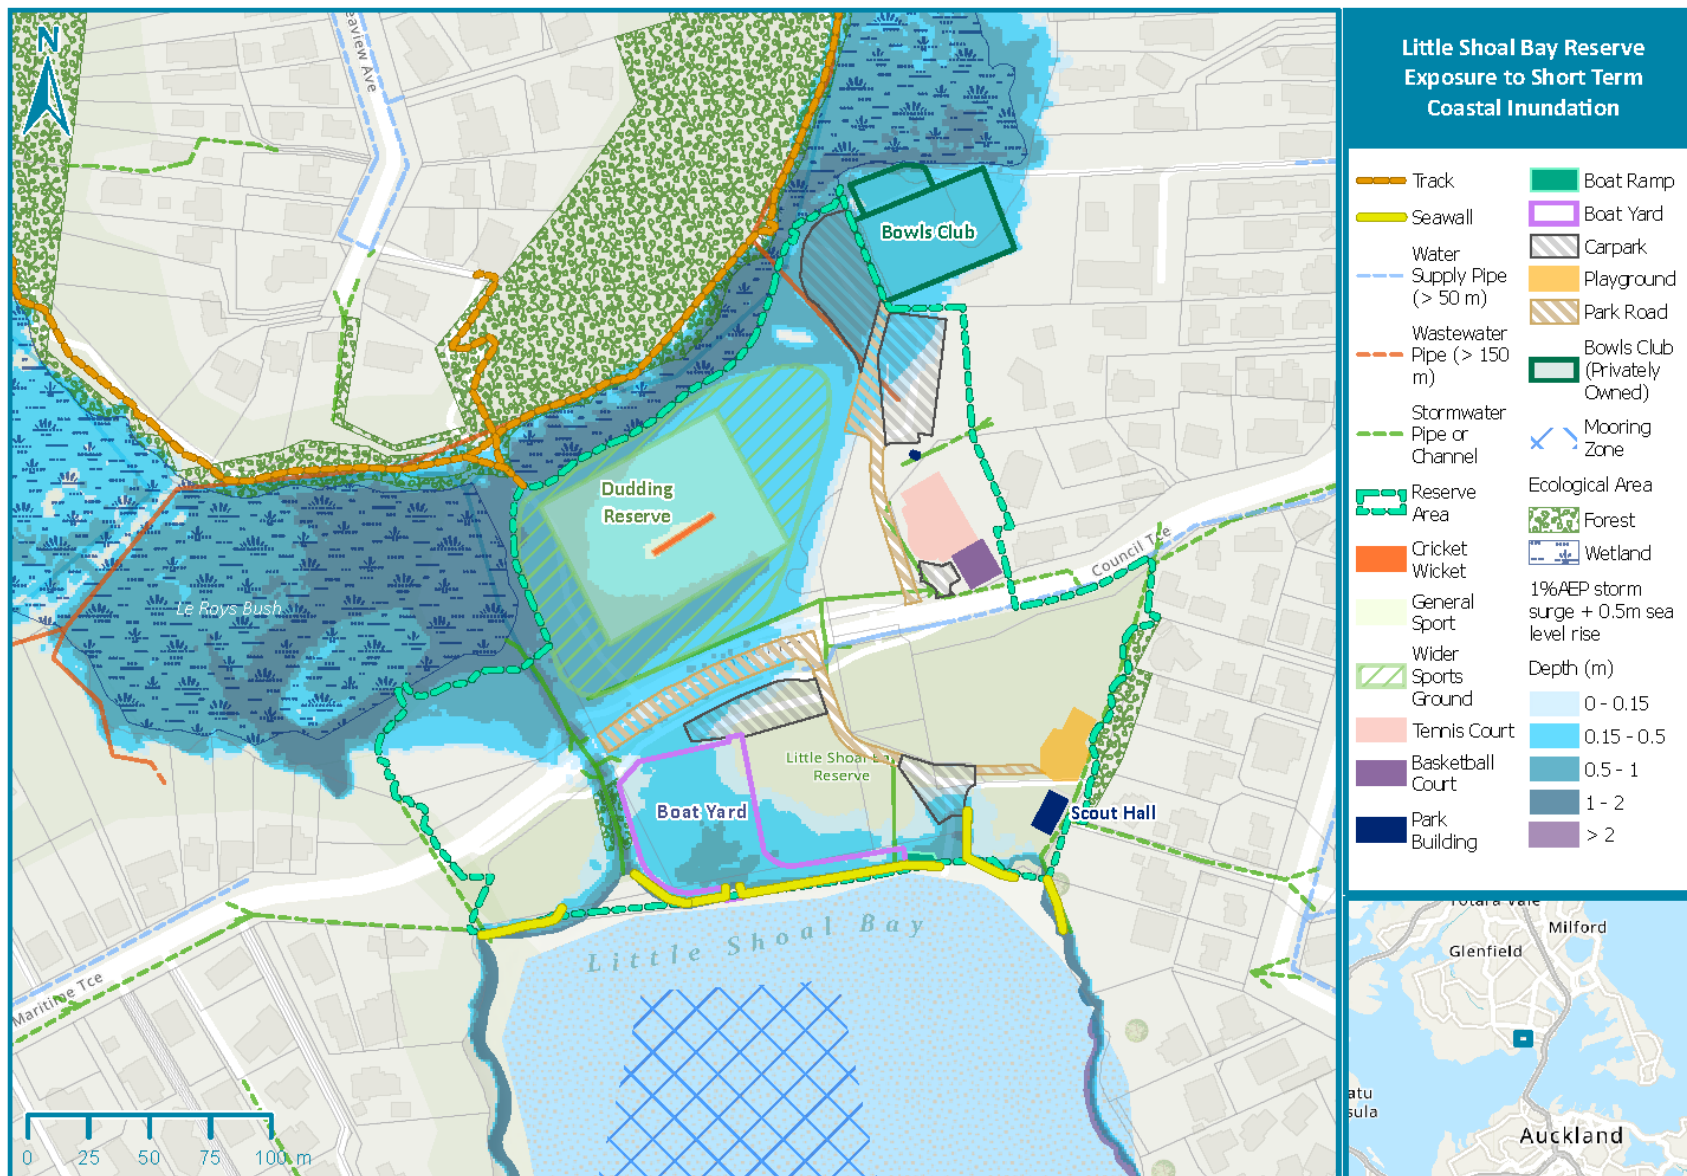 Little Shoal Bay Reserve
Exposure to Short Term
Coastal Inundation
N
Bowls Club
Dudding
Reserve
Le Roys Bush
Council Tce
Little Shoal
Reserve
Boat Yard
Scout Hall
Little Shoal Bay
Maritime Tce
0 25 50 75 100 m
Track
Seawall
Water
Supply Pipe
(> 50 m)
Wastewater
Pipe (> 150
m)
Stormwater
Pipe or
Channel
Reserve
Area
Cricket
Wicket
General
Sport
Wider
Sports
Ground
Tennis Court
Basketball
Court
Park
Building
Boat Ramp
Boat Yard
Carpark
Playground
Park Road
Bowls Club
(Privately
Owned)
Mooring
Zone
Ecological Area
Forest
Wetland
1%AEP storm
surge + 0.5m sea
level rise
Depth (m)
0 - 0.15
0.15 - 0.5
0.5 - 1
1 - 2
> 2
Totara Vale
Milford
Glenfield
atu
sula
Auckland